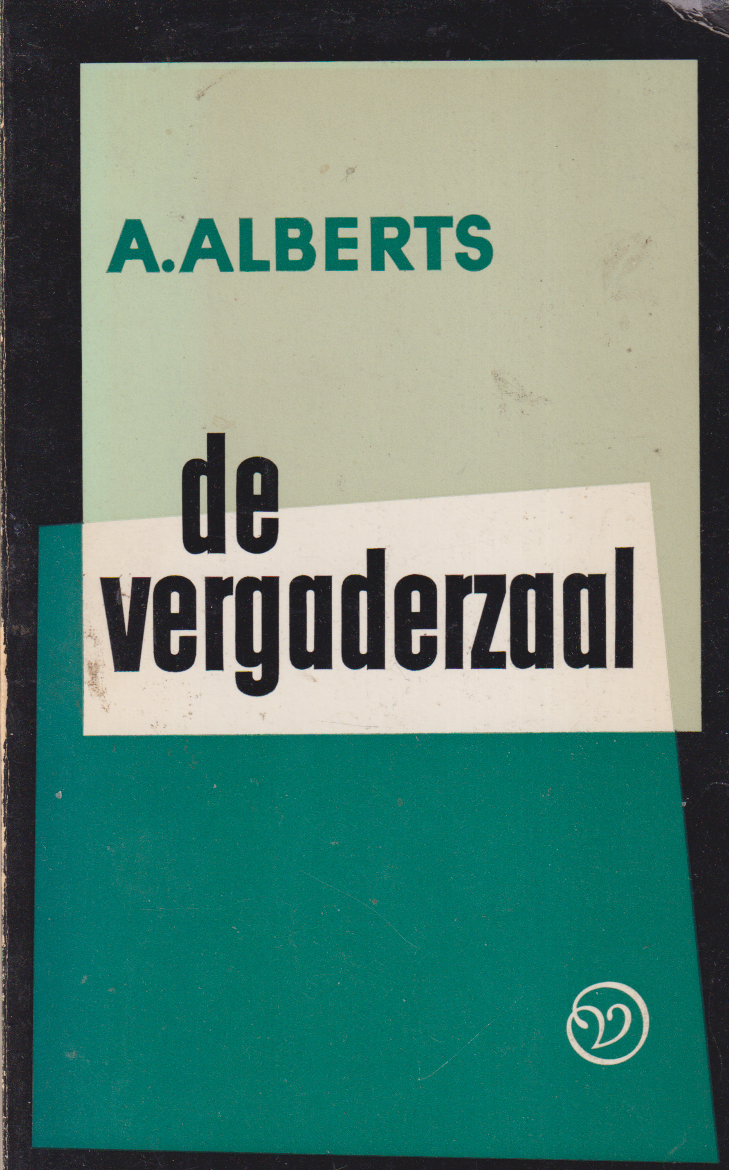 A. ALBERTS
de
vergaderzaal
V